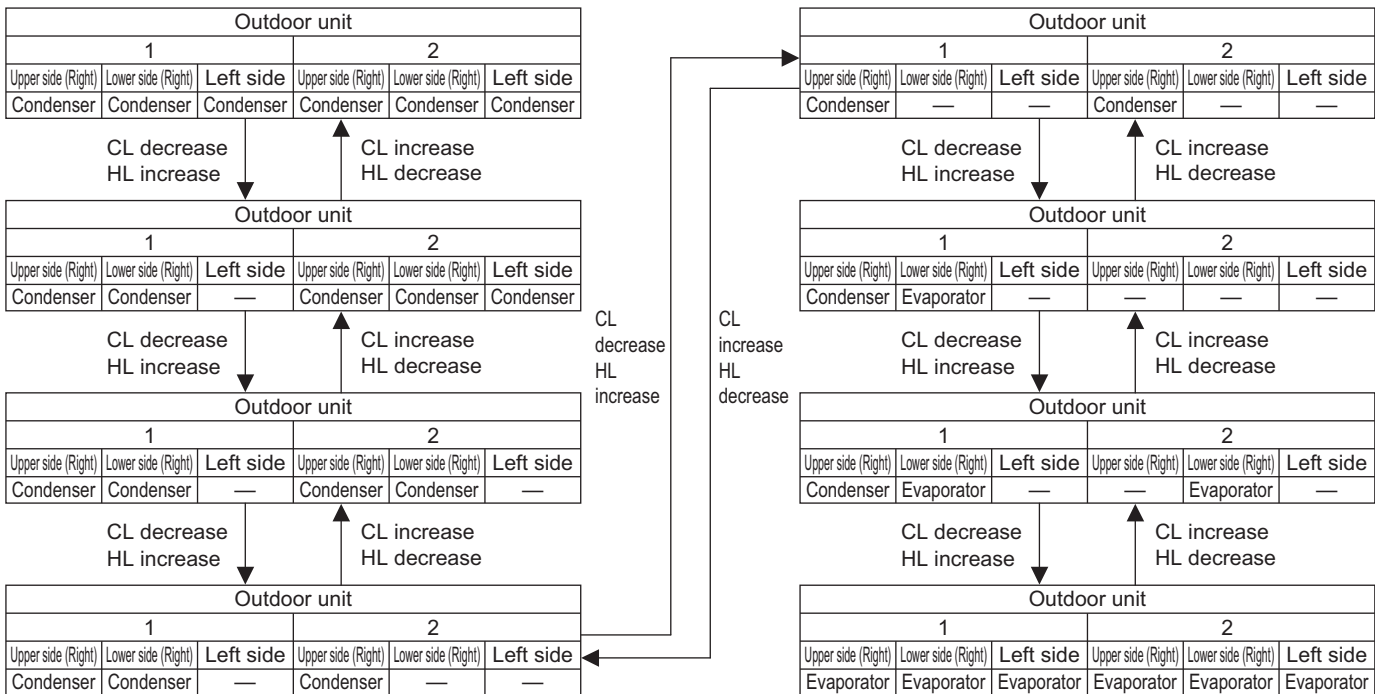 Outdoor unit
1 2
Upper side (Right) Lower side (Right) Left side Upper side (Right) Lower side (Right) Left side
Condenser Condenser Condenser Condenser Condenser Condenser
CL decrease CL increase
HL increase HL decrease
Outdoor unit
1 2
Upper side (Right) Lower side (Right) Left side Upper side (Right) Lower side (Right) Left side
Condenser Condenser — Condenser Condenser Condenser
CL decrease CL increase
HL increase HL decrease
Outdoor unit
1 2
Upper side (Right) Lower side (Right) Left side Upper side (Right) Lower side (Right) Left side
Condenser Condenser — Condenser Condenser —
CL decrease CL increase
HL increase HL decrease
Outdoor unit
1 2
Upper side (Right) Lower side (Right) Left side Upper side (Right) Lower side (Right) Left side
Condenser Condenser — Condenser — —
CL
decrease
HL
increase
CL
increase
HL
decrease
Outdoor unit
1 2
Upper side (Right) Lower side (Right) Left side Upper side (Right) Lower side (Right) Left side
Condenser — — Condenser — —
CL decrease CL increase
HL increase HL decrease
Outdoor unit
1 2
Upper side (Right) Lower side (Right) Left side Upper side (Right) Lower side (Right) Left side
Condenser Evaporator — — — —
CL decrease CL increase
HL increase HL decrease
Outdoor unit
1 2
Upper side (Right) Lower side (Right) Left side Upper side (Right) Lower side (Right) Left side
Condenser Evaporator — — Evaporator —
CL decrease CL increase
HL increase HL decrease
Outdoor unit
1 2
Upper side (Right) Lower side (Right) Left side Upper side (Right) Lower side (Right) Left side
Evaporator Evaporator Evaporator Evaporator Evaporator Evaporator